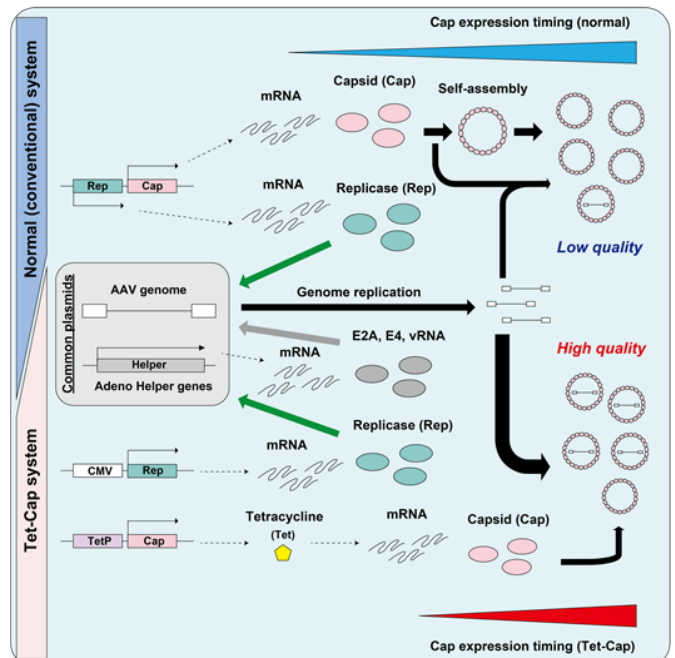 Cap expression timing (normal)
Normal (conventional) system
Capsid (Cap)
Self-assembly
mRNA
Rep
Cap
mRNA
Replicase (Rep)
Low quality
Common plasmids
AAV genome
Genome replication
E2A, E4, vRNA
mRNA
High quality
Helper
Adeno Helper genes
Replicase (Rep)
mRNA
Tet-Cap system
CMV
Rep
Tetracycline
(Tet)
mRNA
Capsid (Cap)
TetP
Cap
Cap expression timing (Tet-Cap)